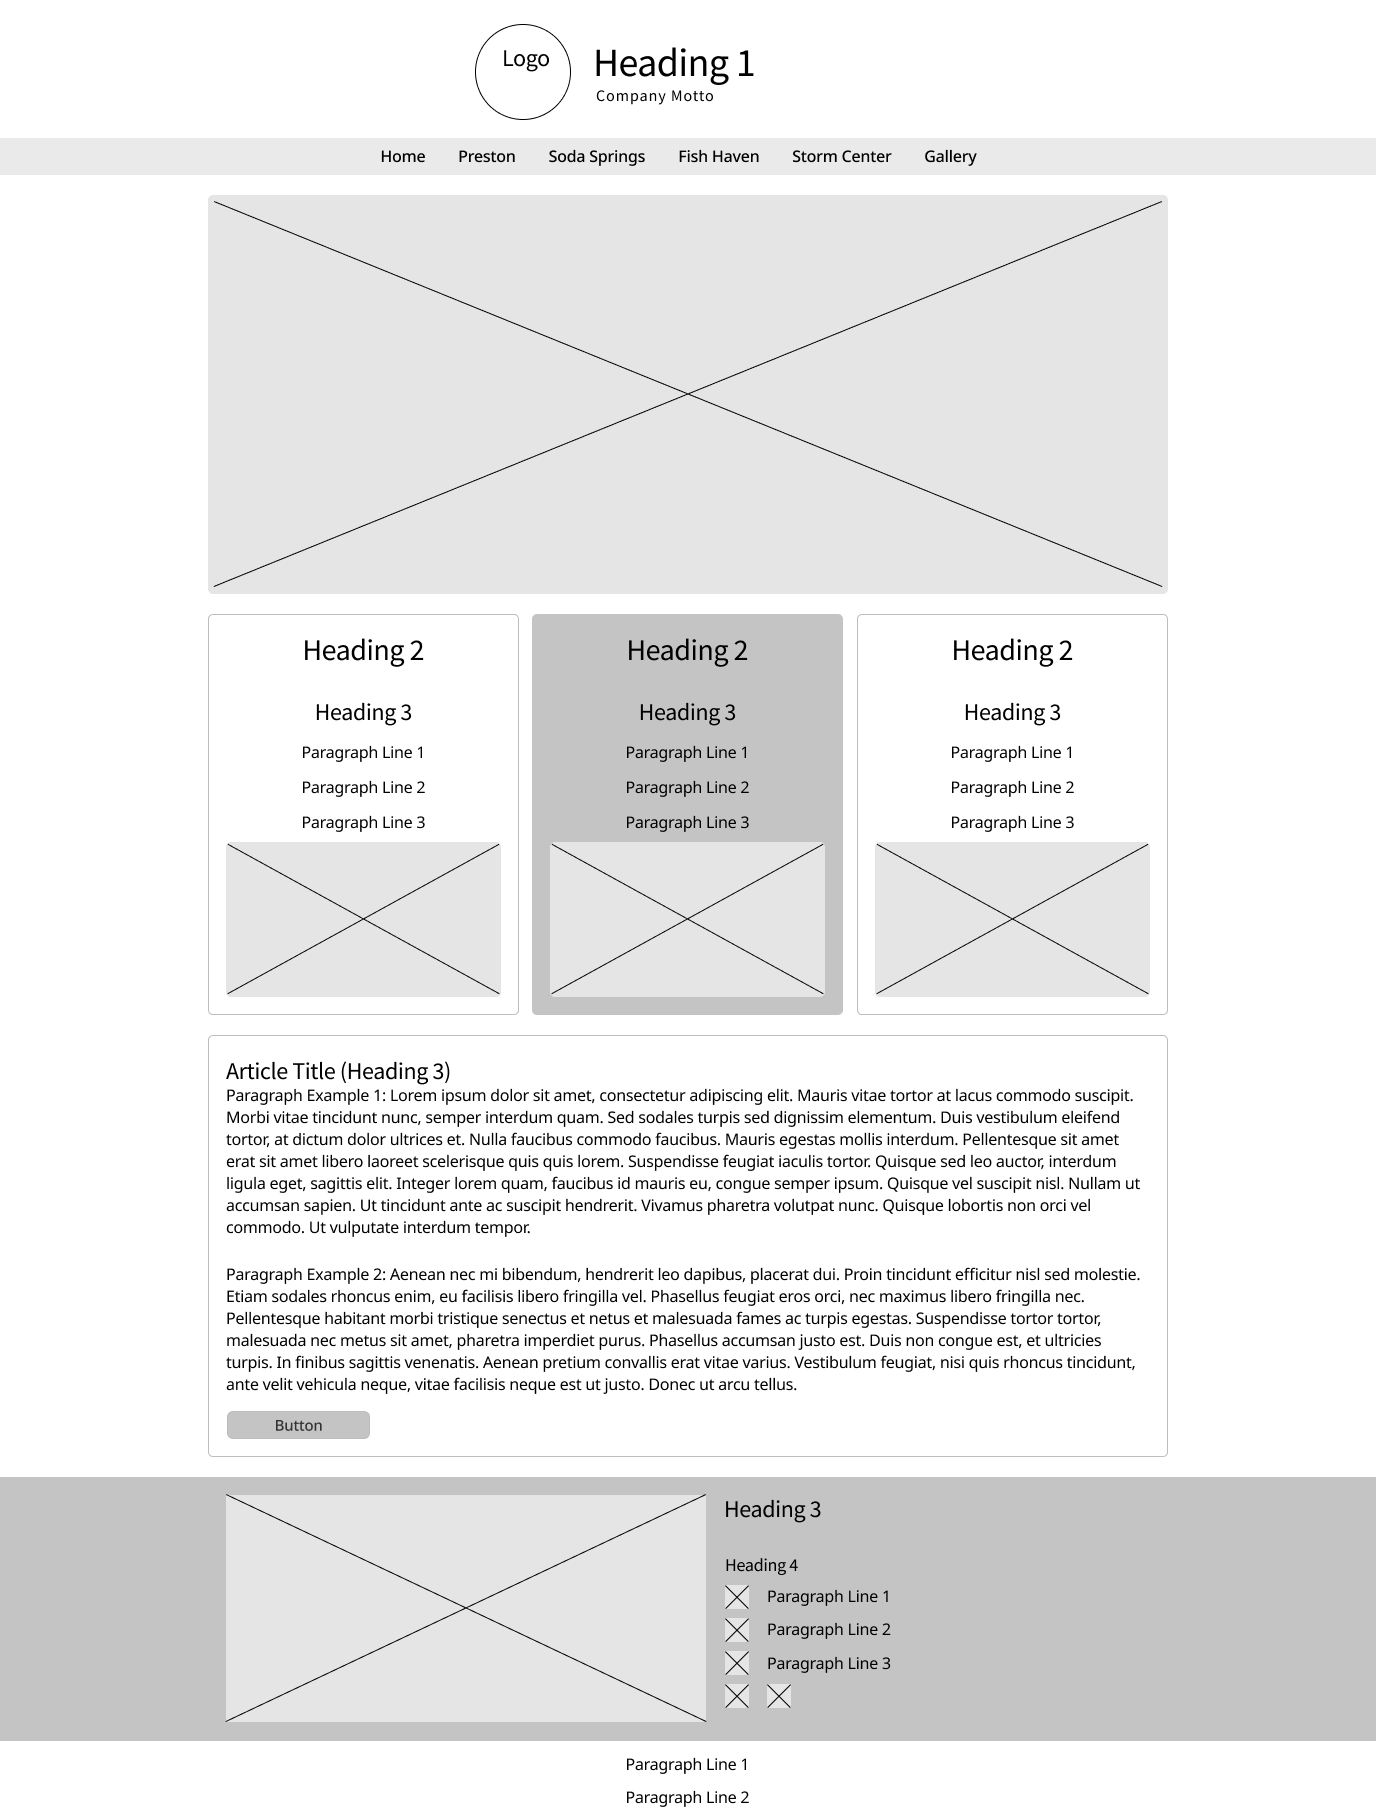 Logo
Heading 1
Company Motto
Home Preston Soda Springs Fish Haven Storm Center Gallery
Heading 2
Heading 3
Paragraph Line 1
Paragraph Line 2
Paragraph Line 3
Heading 2
Heading 3
Paragraph Line 1
Paragraph Line 2
Paragraph Line 3
Heading 2
Heading 3
Paragraph Line 1
Paragraph Line 2
Paragraph Line 3
Article Title (Heading 3)
Paragraph Example 1: Lorem ipsum dolor sit amet, consectetur adipiscing elit. Mauris vitae tortor at lacus commodo suscipit.
Morbi vitae tincidunt nunc, semper interdum quam. Sed sodales turpis sed dignissim elementum. Duis vestibulum eleifend
tortor, at dictum dolor ultrices et. Nulla faucibus commodo faucibus. Mauris egestas mollis interdum. Pellentesque sit amet
erat sit amet libero laoreet scelerisque quis quis lorem. Suspendisse feugiat iaculis tortor. Quisque sed leo auctor, interdum
ligula eget, sagittis elit. Integer lorem quam, faucibus id mauris eu, congue semper ipsum. Quisque vel suscipit nisl. Nullam ut
accumsan sapien. Ut tincidunt ante ac suscipit hendrerit. Vivamus pharetra volutpat nunc. Quisque lobortis non orci vel
commodo. Ut vulputate interdum tempor.
Paragraph Example 2: Aenean nec mi bibendum, hendrerit leo dapibus, placerat dui. Proin tincidunt efficitur nisl sed molestie.
Etiam sodales rhoncus enim, eu facilisis libero fringilla vel. Phasellus feugiat eros orci, nec maximus libero fringilla nec.
Pellentesque habitant morbi tristique senectus et netus et malesuada fames ac turpis egestas. Suspendisse tortor tortor,
malesuada nec metus sit amet, pharetra imperdiet purus. Phasellus accumsan justo est. Duis non congue est, et ultricies
turpis. In finibus sagittis venenatis. Aenean pretium convallis erat vitae varius. Vestibulum feugiat, nisi quis rhoncus tincidunt,
ante velit vehicula neque, vitae facilisis neque est ut justo. Donec ut arcu tellus.
Button
Heading 3
Heading 4
Paragraph Line 1
Paragraph Line 2
Paragraph Line 3
Paragraph Line 1
Paragraph Line 2